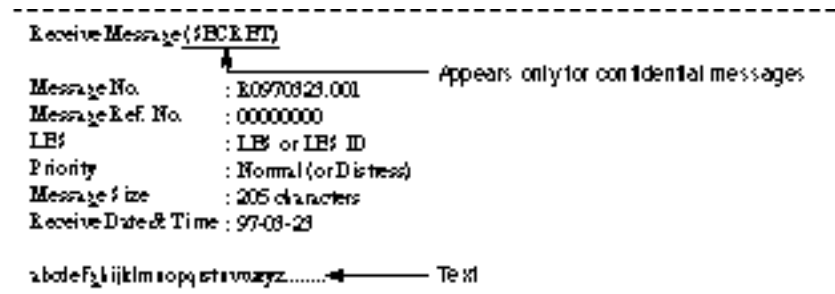 Receive Message (SECRET)
Appears only for confidential messages
Message No. : R0970323.001
Message Ref. No. : 00000000
LES : LES or LES ID
Priority : Normal (or Distress)
Message Size : 205 characters
Receive Date & Time : 97-03-23
abcdefghijklmnopqrstuvwxyz....... Text